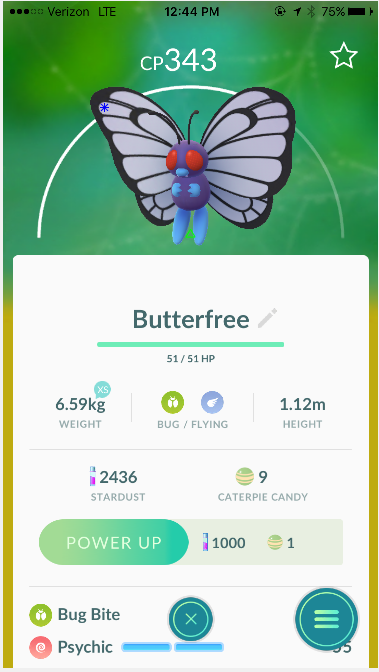 Verizon LTE 12:44 PM 75%
CP343
Butterfree
51 / 51 HP
XS
6.59kg 1.12m
WEIGHT BUG / FLYING HEIGHT
2436 9
STARDUST CATERPIE CANDY
POWER UP 1000 1
Bug Bite
Psychic